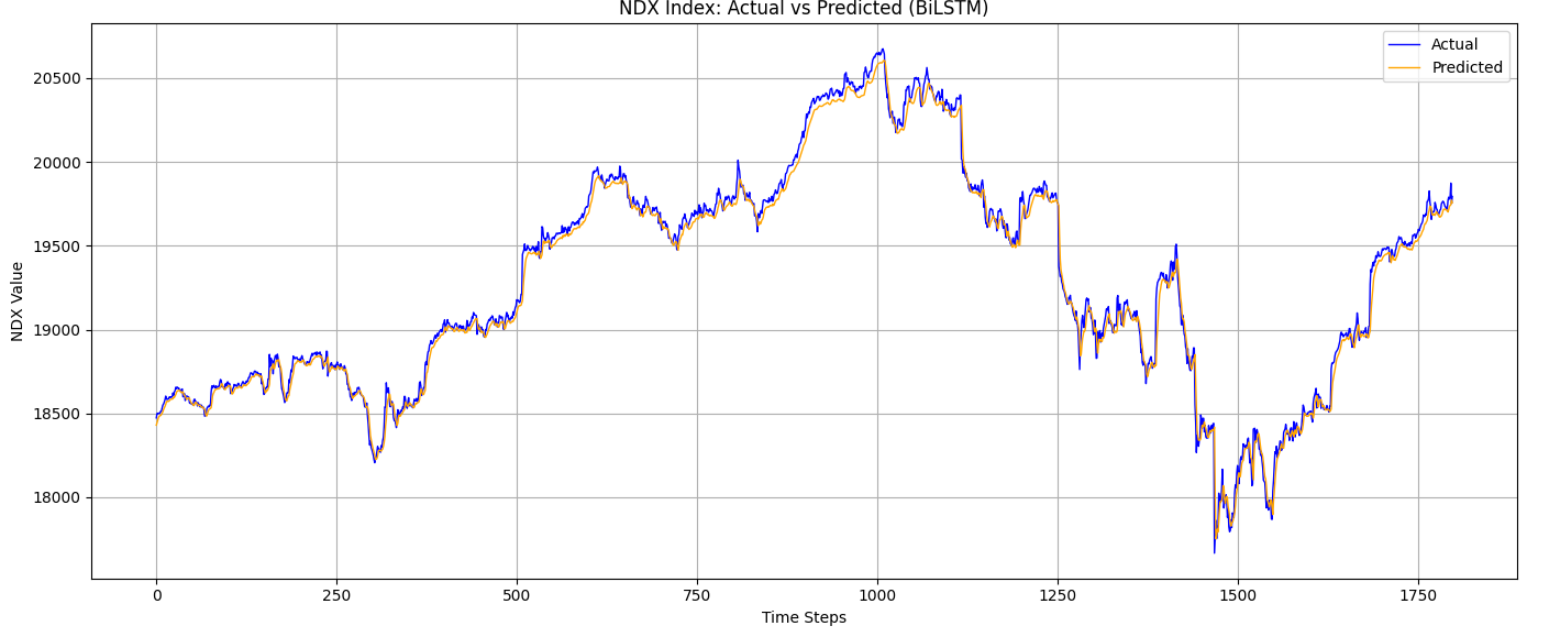 NDX Index: Actual vs Predicted (BiLSTM)
Actual
Predicted
20500
20000
19500
19000
18500
18000
NDX Value
0 250 500 750 1000 1250 1500 1750
Time Steps